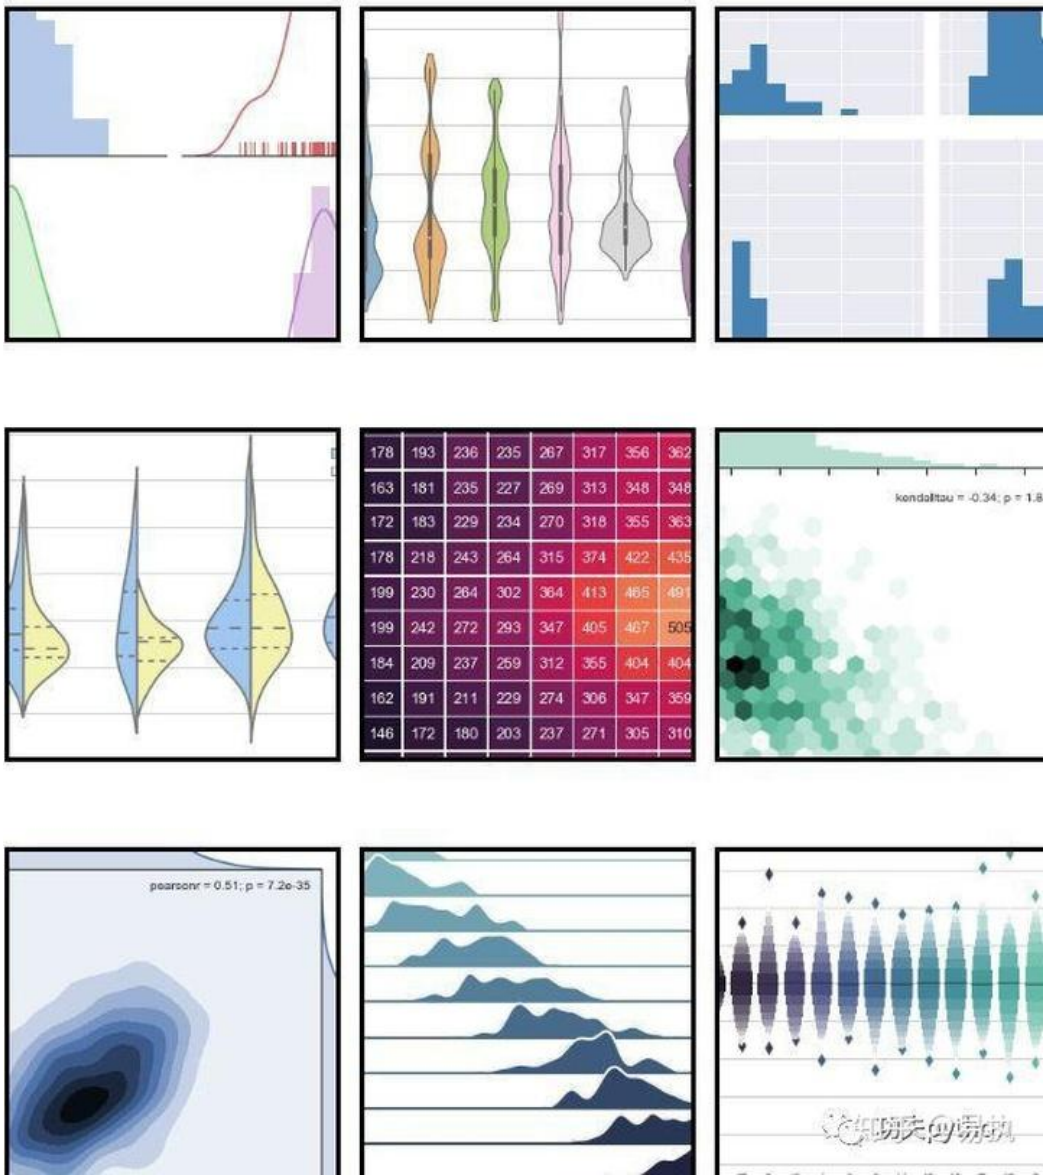 178 193 236 235 267 317 356 362
163 181 235 227 269 313 348 348
172 183 229 234 270 318 355 363
178 218 243 264 315 374 422 435
199 230 264 302 364 413 465 491
199 242 272 293 347 405 467 505
184 209 237 259 312 355 404 404
162 191 211 229 274 306 347 359
146 172 180 203 237 271 305 310
kendalltau = -0.34; p = 1.8
pearsonr = 0.51; p = 7.2e-35